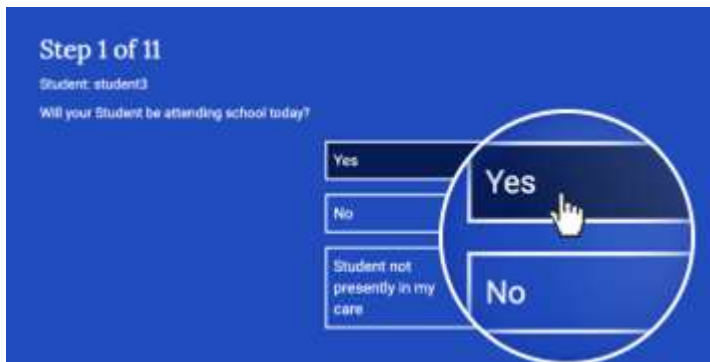 Step 1 of 11
Student: student3
Will your Student be attending school today?
Yes
No
Student not
presently in my
care
Yes
No